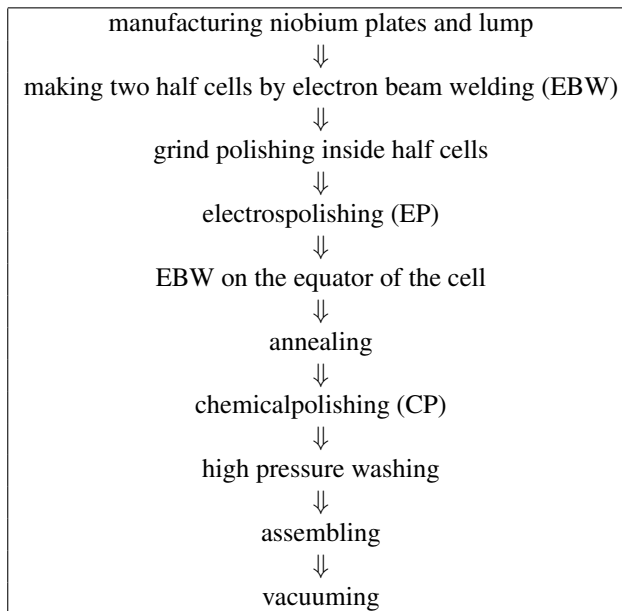 manufacturing niobium plates and lump
⇓
making two half cells by electron beam welding (EBW)
⇓
grind polishing inside half cells
⇓
electrospolishing (EP)
⇓
EBW on the equator of the cell
⇓
annealing
⇓
chemicalpolishing (CP)
⇓
high pressure washing
⇓
assembling
⇓
vacuuming